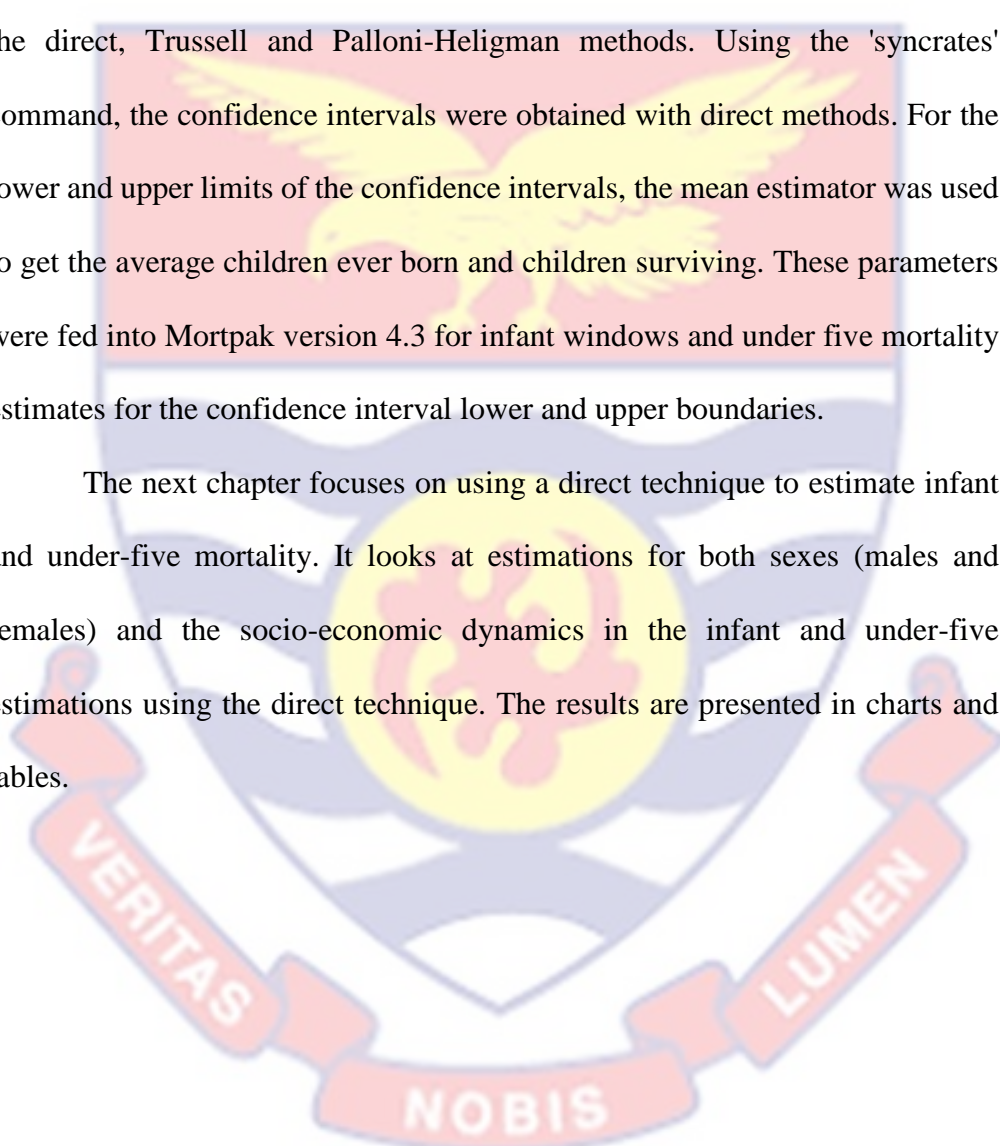 the direct, Trussell and Palloni-Heligman methods. Using the 'syncrates'
command, the confidence intervals were obtained with direct methods. For the
lower and upper limits of the confidence intervals, the mean estimator was used
to get the average children ever born and children surviving. These parameters
were fed into Mortpak version 4.3 for infant windows and under five mortality
estimates for the confidence interval lower and upper boundaries.
The next chapter focuses on using a direct technique to estimate infant
and under-five mortality. It looks at estimations for both sexes (males and
females) and the socio-economic dynamics in the infant and under-five
estimations using the direct technique. The results are presented in charts and
tables.
VERITAS
NOBIS
LUMEN